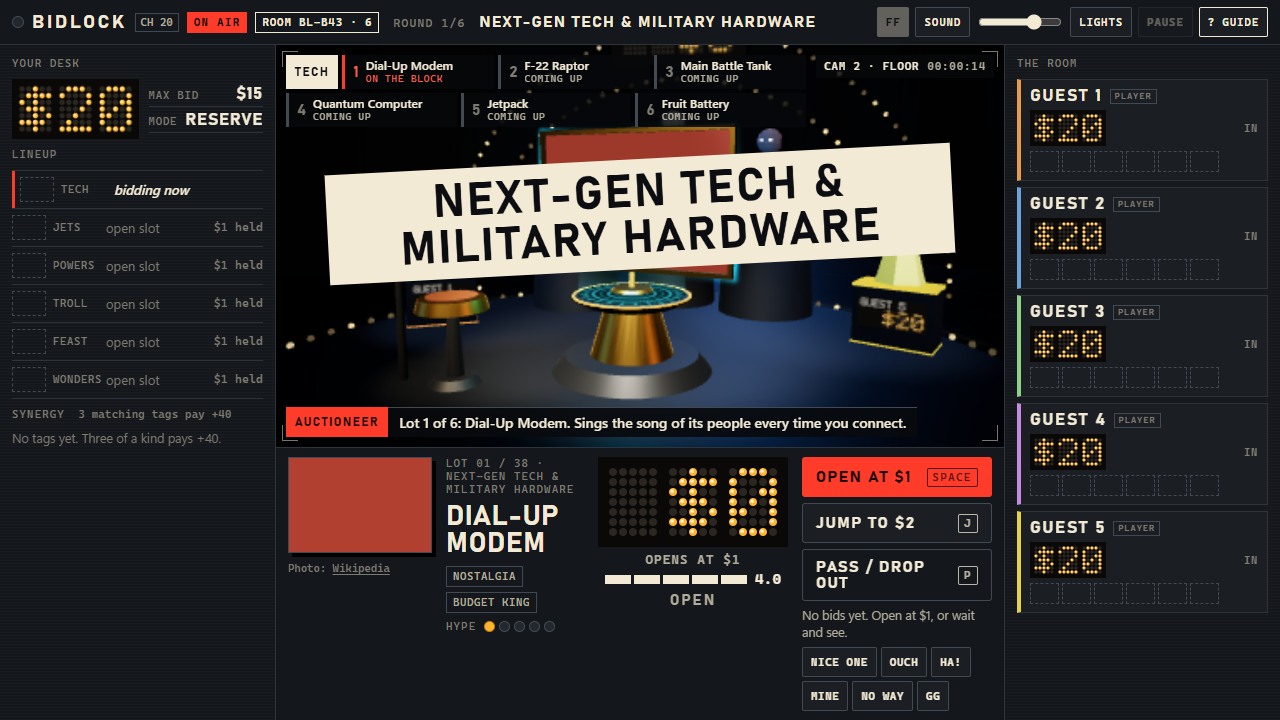 BIDLOCK CH 20 ON AIR ROOM BL-B43 · 6 ROUND 1/6 NEXT-GEN TECH & MILITARY HARDWARE FF SOUND LIGHTS PAUSE ? GUIDE
YOUR DESK
$20
MAX BID $15
MODE RESERVE
LINEUP
TECH bidding now
JETS open slot $1 held
POWERS open slot $1 held
TROLL open slot $1 held
FEAST open slot $1 held
WONDERS open slot $1 held
SYNERGY 3 matching tags pay +40
No tags yet. Three of a kind pays +40.
TECH
1 Dial-Up Modem
ON THE BLOCK
2 F-22 Raptor
COMING UP
3 Main Battle Tank
COMING UP
CAM 2 · FLOOR 00:00:14
4 Quantum Computer
COMING UP
5 Jetpack
COMING UP
6 Fruit Battery
COMING UP
NEXT-GEN TECH &
MILITARY HARDWARE
GUEST 1
GUEST 5
$20
AUCTIONEER Lot 1 of 6: Dial-Up Modem. Sings the song of its people every time you connect.
Photo: Wikipedia
LOT 01 / 38 ·
NEXT-GEN TECH &
MILITARY HARDWARE
DIAL-UP
MODEM
NOSTALGIA
BUDGET KING
HYPE
$0
OPENS AT $1
4.0
OPEN
OPEN AT $1 SPACE
JUMP TO $2 J
PASS / DROP
OUT P
No bids yet. Open at $1, or wait
and see.
NICE ONE OUCH HA!
MINE NO WAY GG
THE ROOM
GUEST 1 PLAYER
$20 IN
GUEST 2 PLAYER
$20 IN
GUEST 3 PLAYER
$20 IN
GUEST 4 PLAYER
$20 IN
GUEST 5 PLAYER
$20 IN